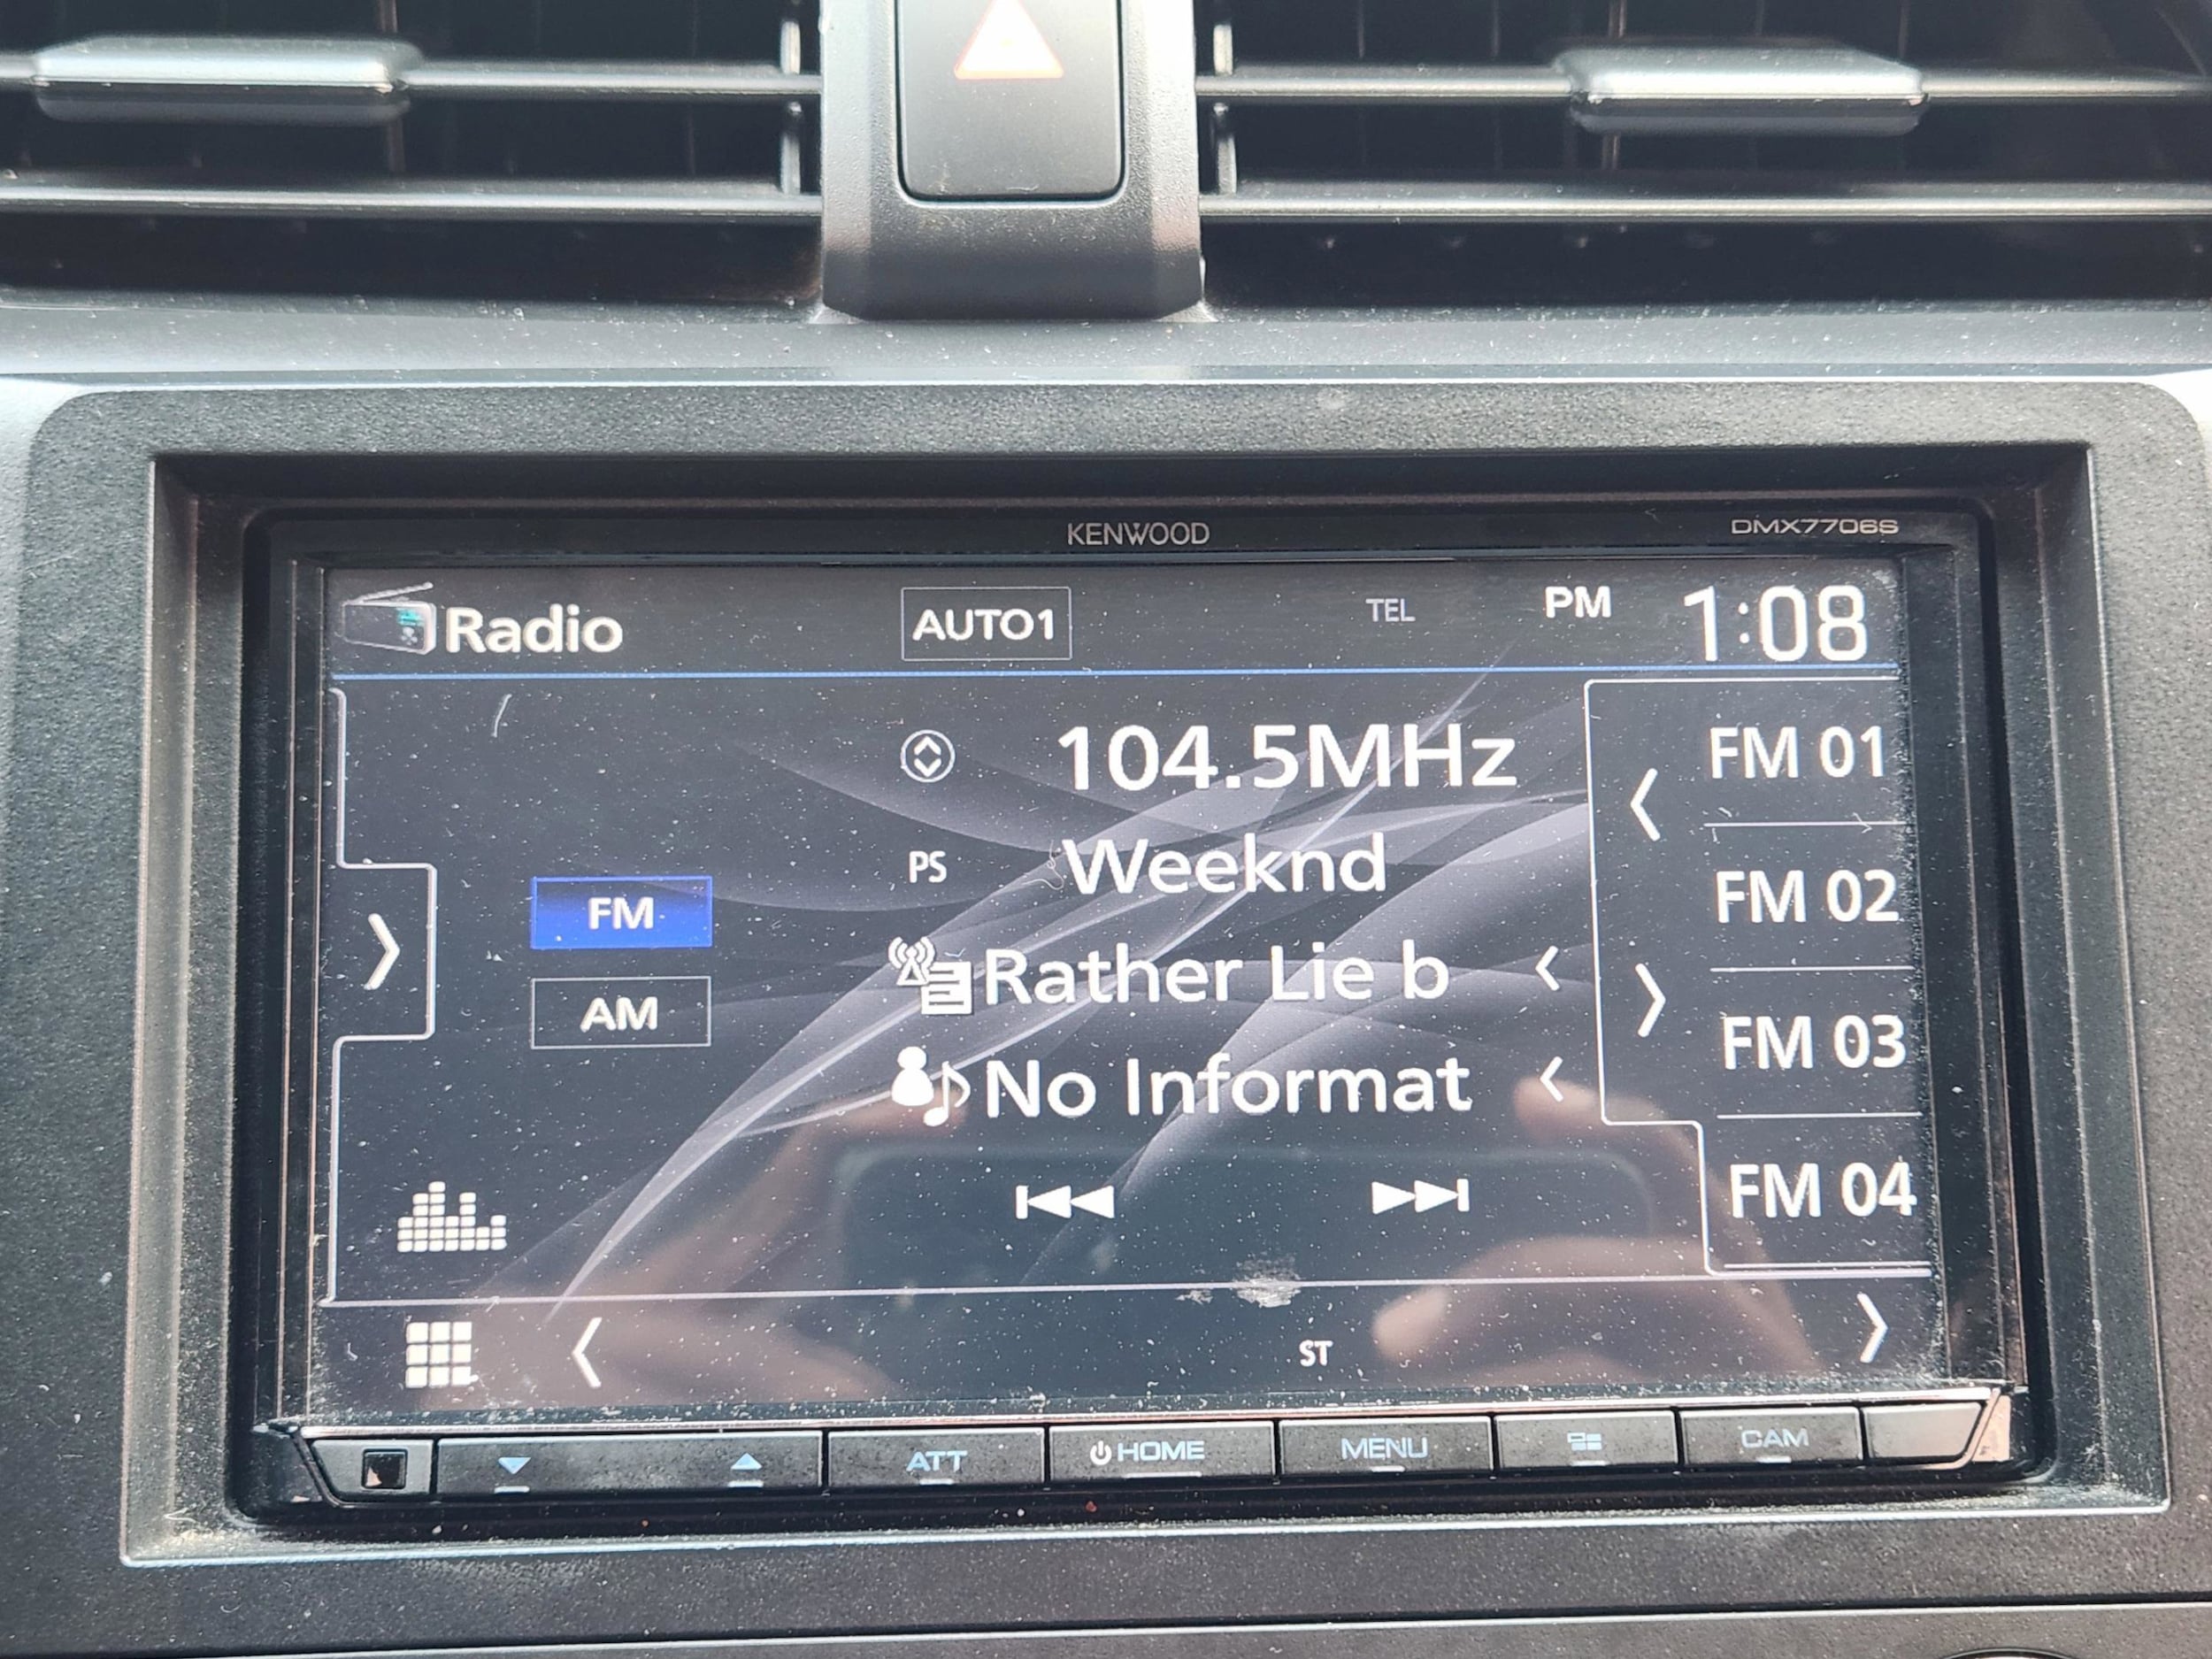 KENWOOD
DMX7706S
Radio
AUTO1
TEL
PM 1:08
104.5MHz
PS Weeknd
Rather Lie b
No Informat
FM
AM
FM 01
FM 02
FM 03
FM 04
ST
ATT
HOME
MENU
CAM